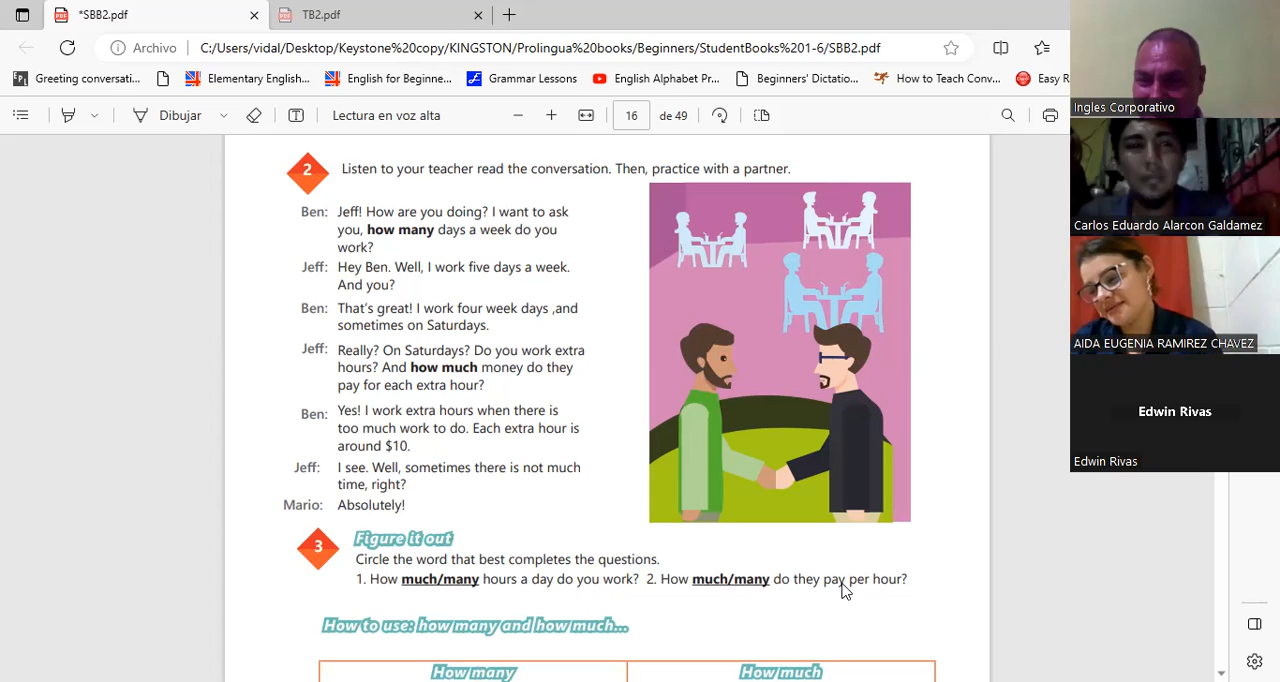 *SBB2.pdf
TB2.pdf
Archivo
C:/Users/vidal/Desktop/Keystone%20copy/KINGSTON/Prolingua%20books/Beginners/StudentBooks%201-6/SBB2.pdf
Greeting conversati...
Elementary English...
English for Beginne...
Grammar Lessons
English Alphabet Pr...
Beginners' Dictatio...
How to Teach Conv...
Easy R
Dibujar
Lectura en voz alta
16
de 49
2
Listen to your teacher read the conversation. Then, practice with a partner.
Ben: Jeff! How are you doing? I want to ask
you, how many days a week do you
work?
Jeff: Hey Ben. Well, I work five days a week.
And you?
Ben: That's great! I work four week days ,and
sometimes on Saturdays.
Jeff: Really? On Saturdays? Do you work extra
hours? And how much money do they
pay for each extra hour?
Ben: Yes! I work extra hours when there is
too much work to do. Each extra hour is
around $10.
Jeff: I see. Well, sometimes there is not much
time, right?
Mario: Absolutely!
3
Figure it out
Circle the word that best completes the questions.
1. How much/many hours a day do you work? 2. How much/many do they pay per hour?
How to use: how many and how much...
How many
How much
Ingles Corporativo
Carlos Eduardo Alarcon Galdamez
AIDA EUGENIA RAMIREZ CHAVEZ
Edwin Rivas
Edwin Rivas